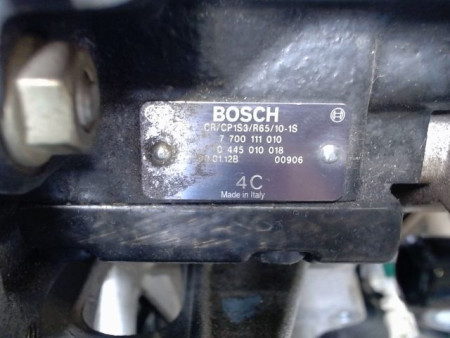 BOSCH
CR/CP1S3/R65/10-1S
7 700 111 010
0 445 010 018
01.12B 00906
4C
Made in Italy